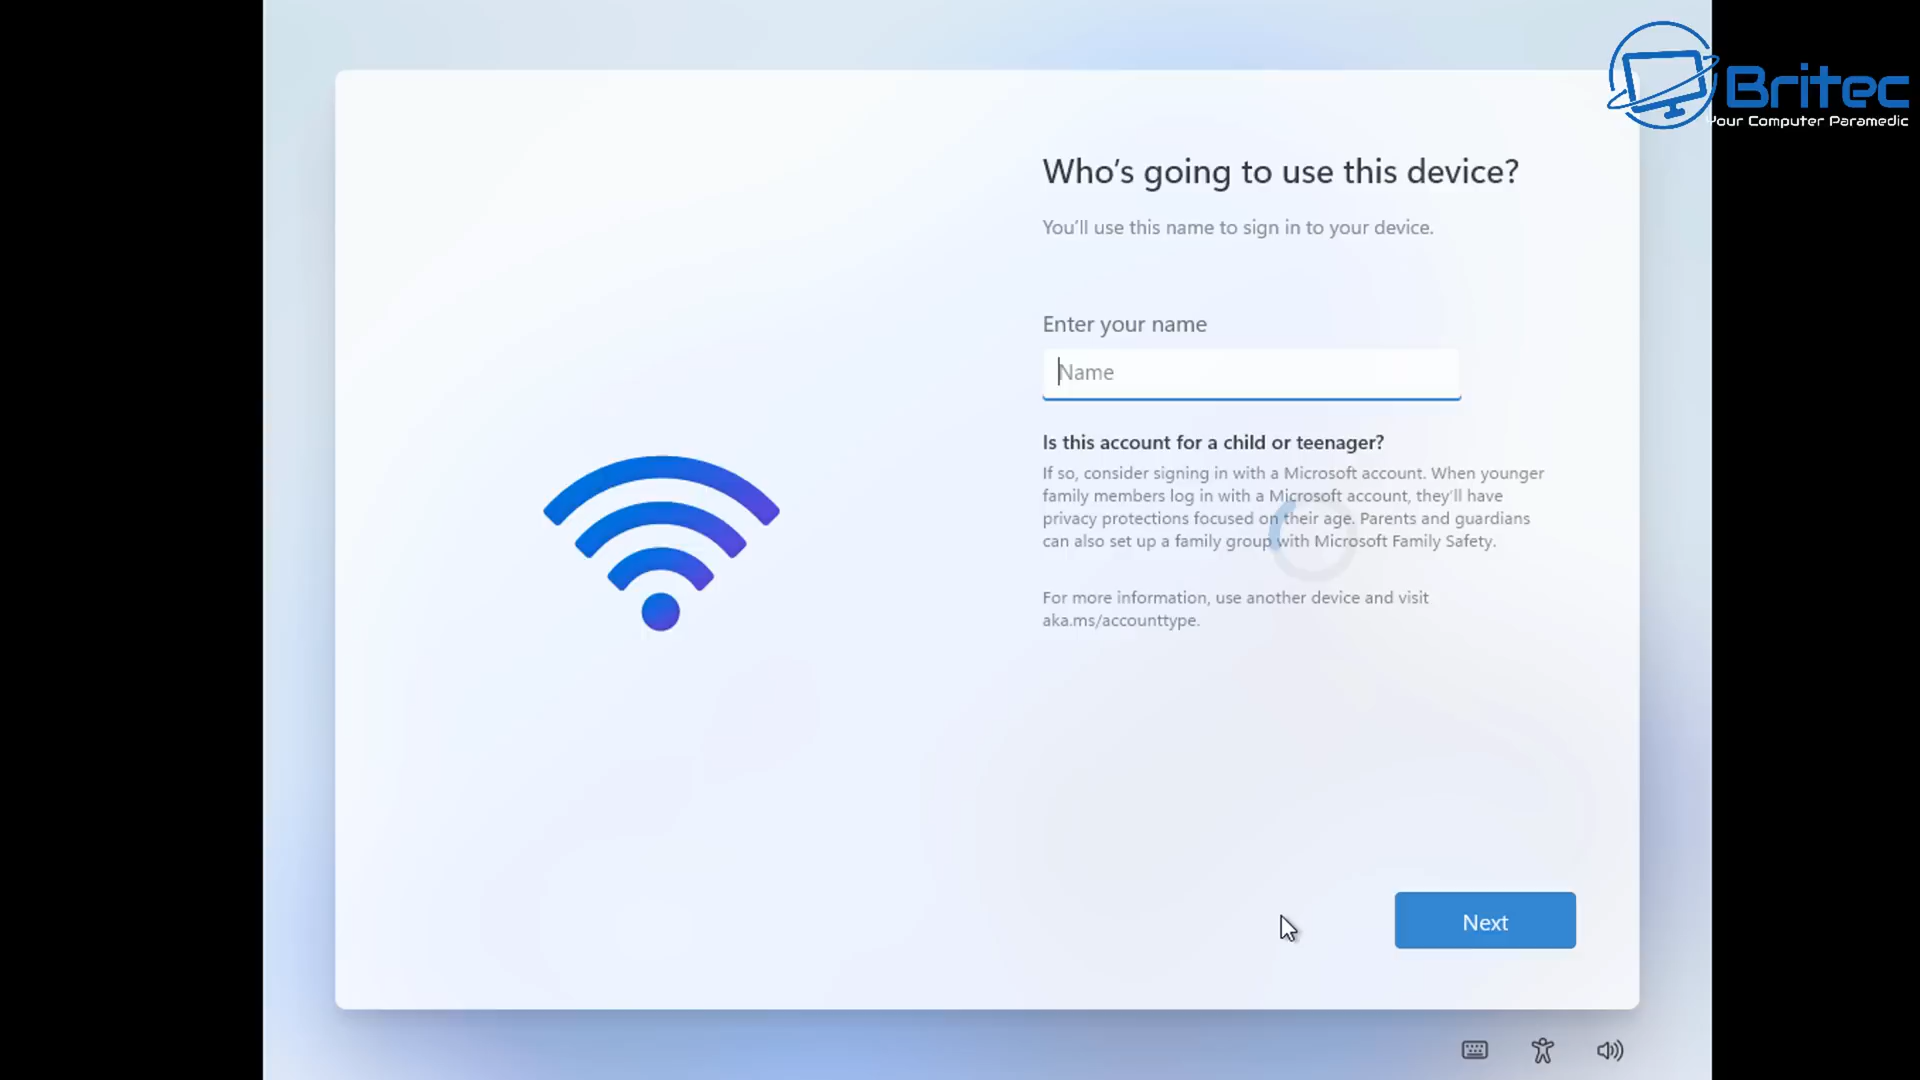 Britec
Your Computer Paramedic
Who's going to use this device?
You'll use this name to sign in to your device.
Enter your name
Name
Is this account for a child or teenager?
If so, consider signing in with a Microsoft account. When younger
family members log in with a Microsoft account, they'll have
privacy protections focused on their age. Parents and guardians
can also set up a family group with Microsoft Family Safety.
For more information, use another device and visit
aka.ms/accounttype.
Next